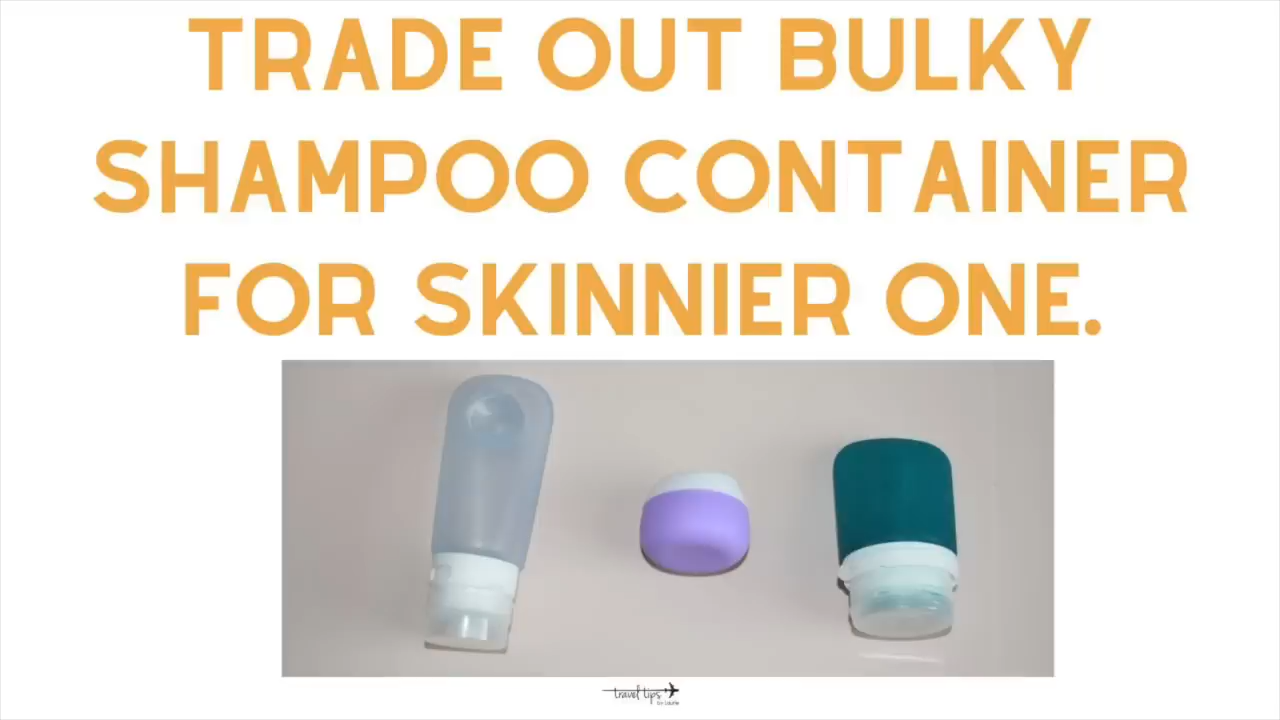 TRADE OUT BULKY
SHAMPOO CONTAINER
FOR SKINNIER ONE.
travel tips